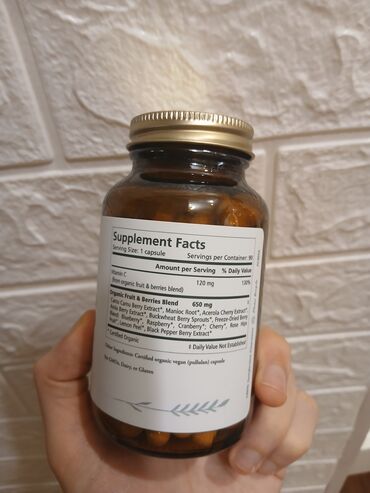 Supplement Facts
Serving Size: 1 capsule Servings per Container: 90
Amount per Serving % Daily Value
Vitamin C 120 mg 130%
(from organic fruit & berries blend)
Organic Fruit & Berries Blend 650 mg ‡
Camu Camu Berry Extract*, Manioc Root*, Acerola Cherry Extract*,
Amla Berry Extract*, Buckwheat Berry Sprouts*, Freeze-Dried Berry
Blend Blueberry*, Raspberry*, Cranberry*, Cherry*, Rose Hips
Lemon Peel*, Black Pepper Berry Extract*
* Certified Organic ‡ Daily Value Not Established
Other Ingredients: Certified organic vegan (pullulan) capsule
No GMOs, Dairy, or Gluten